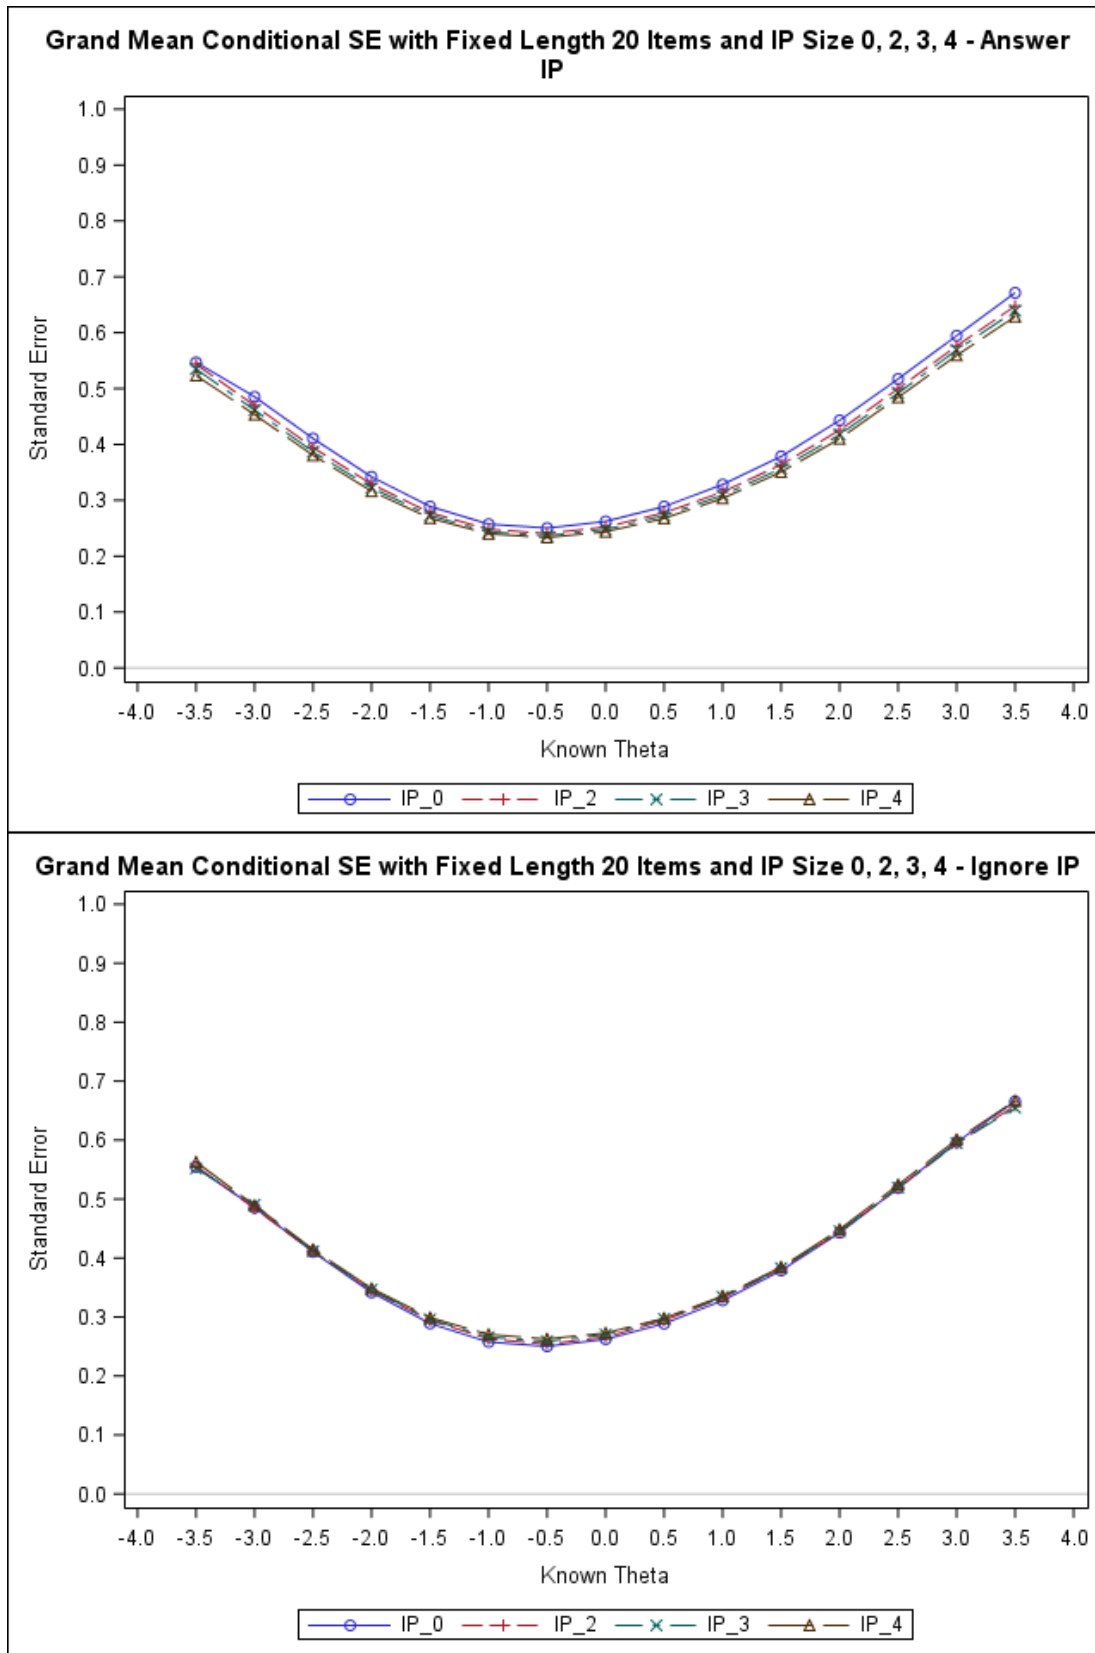 Grand Mean Conditional SE with Fixed Length 20 Items and IP Size 0, 2, 3, 4 - Answer
IP
1.0
0.9
0.8
0.7
0.6
0.5
0.4
0.3
0.2
0.1
0.0
Standard Error
-4.0 -3.5 -3.0 -2.5 -2.0 -1.5 -1.0 -0.5 0.0 0.5 1.0 1.5 2.0 2.5 3.0 3.5 4.0
Known Theta
IP_0 IP_2 IP_3 IP_4
Grand Mean Conditional SE with Fixed Length 20 Items and IP Size 0, 2, 3, 4 - Ignore IP
1.0
0.9
0.8
0.7
0.6
0.5
0.4
0.3
0.2
0.1
0.0
Standard Error
-4.0 -3.5 -3.0 -2.5 -2.0 -1.5 -1.0 -0.5 0.0 0.5 1.0 1.5 2.0 2.5 3.0 3.5 4.0
Known Theta
IP_0 IP_2 IP_3 IP_4